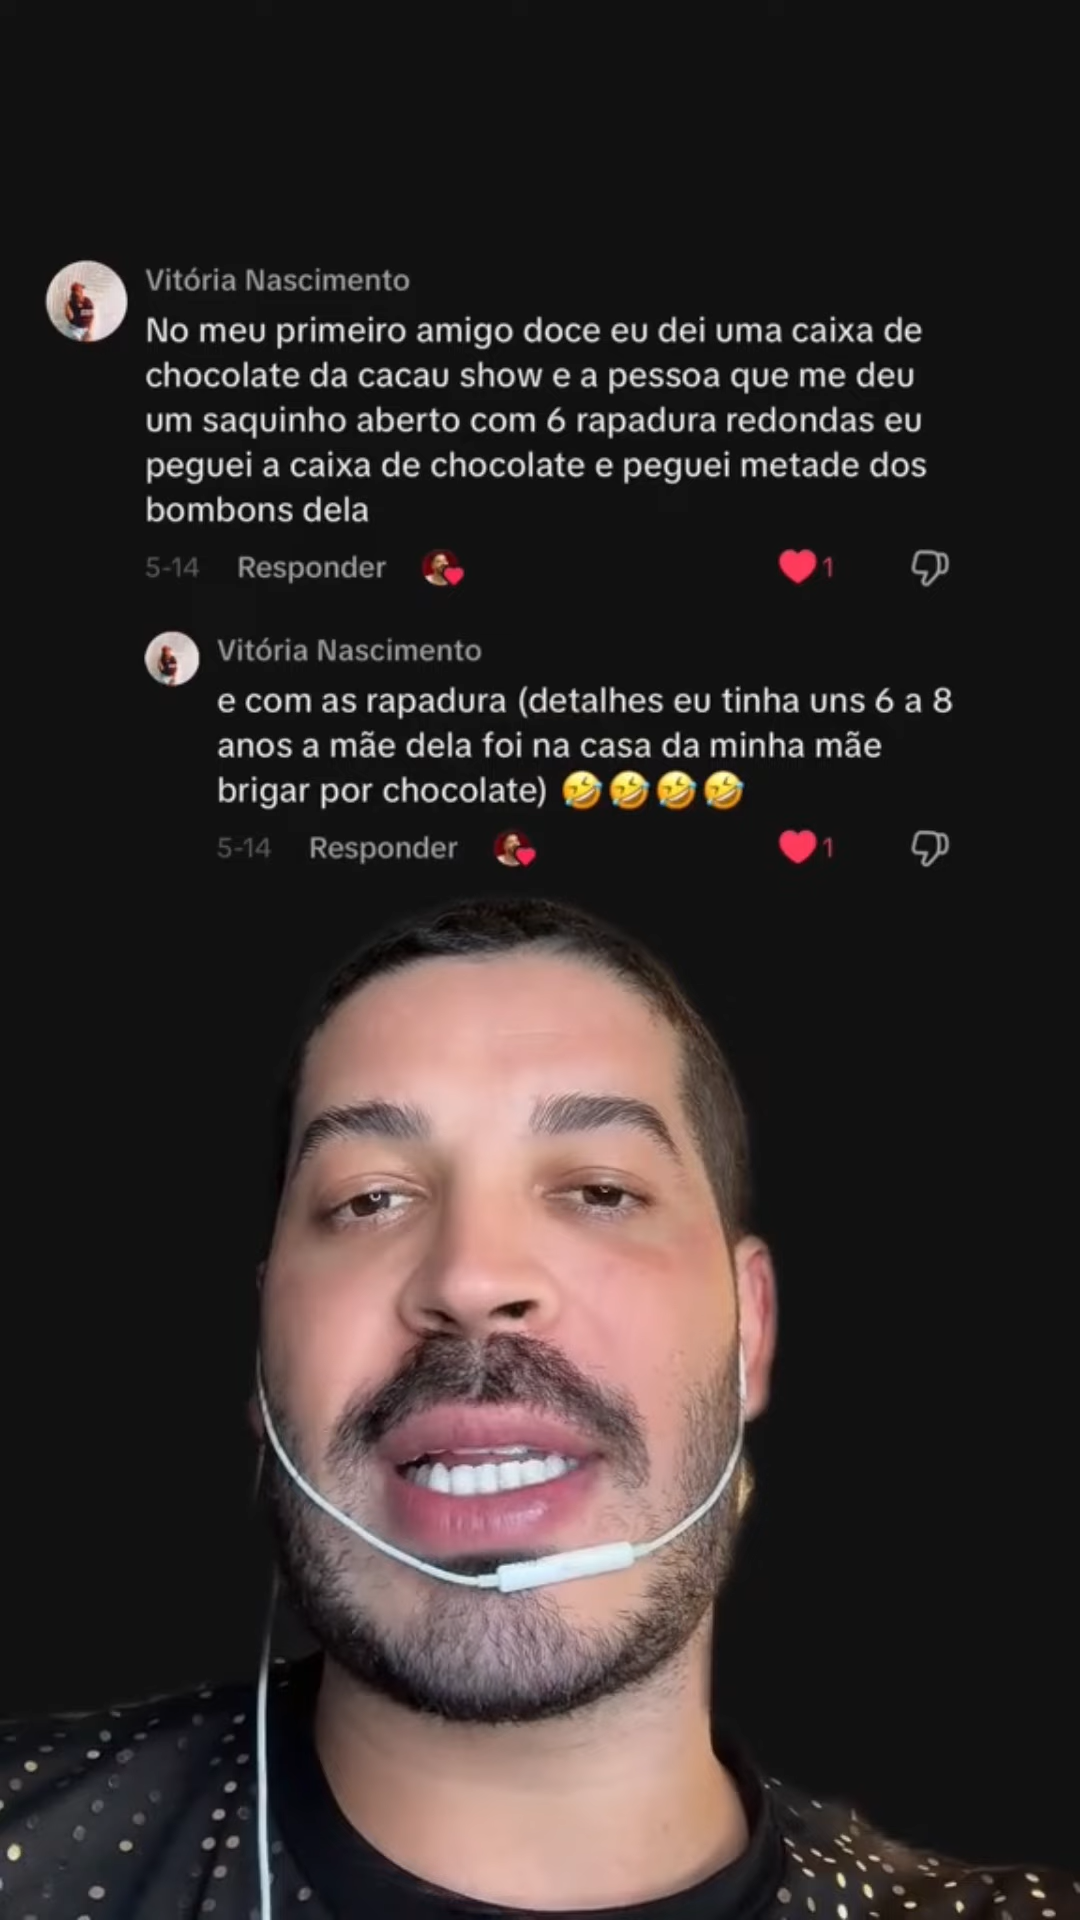 Vitória Nascimento
No meu primeiro amigo doce eu dei uma caixa de
chocolate da cacau show e a pessoa que me deu
um saquinho aberto com 6 rapadura redondas eu
peguei a caixa de chocolate e peguei metade dos
bombons dela
5-14 Responder 1
Vitória Nascimento
e com as rapadura (detalhes eu tinha uns 6 a 8
anos a mãe dela foi na casa da minha mãe
brigar por chocolate) 🤣🤣🤣🤣
5-14 Responder 1